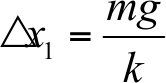 △x₁ = mg/k